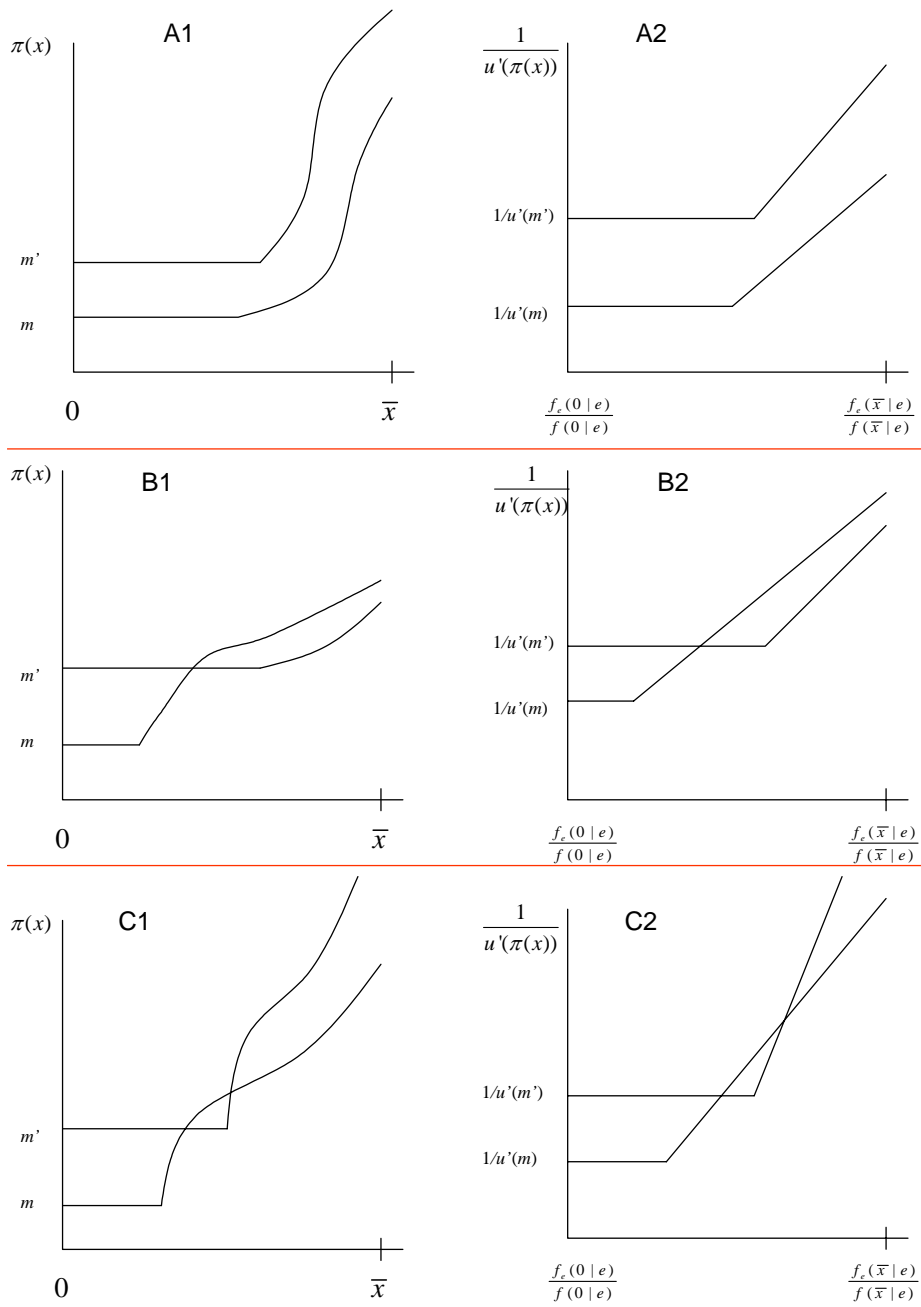 A1
π(x)
m’
m
0
x̄
A2
1
u'(π(x))
1/u’(m’)
1/u’(m)
f_e(0 | e)
f(0 | e)
f_e(x̄ | e)
f(x̄ | e)
B1
π(x)
m’
m
0
x̄
B2
1
u'(π(x))
1/u’(m’)
1/u’(m)
f_e(0 | e)
f(0 | e)
f_e(x̄ | e)
f(x̄ | e)
C1
π(x)
m’
m
0
x̄
C2
1
u'(π(x))
1/u’(m’)
1/u’(m)
f_e(0 | e)
f(0 | e)
f_e(x̄ | e)
f(x̄ | e)